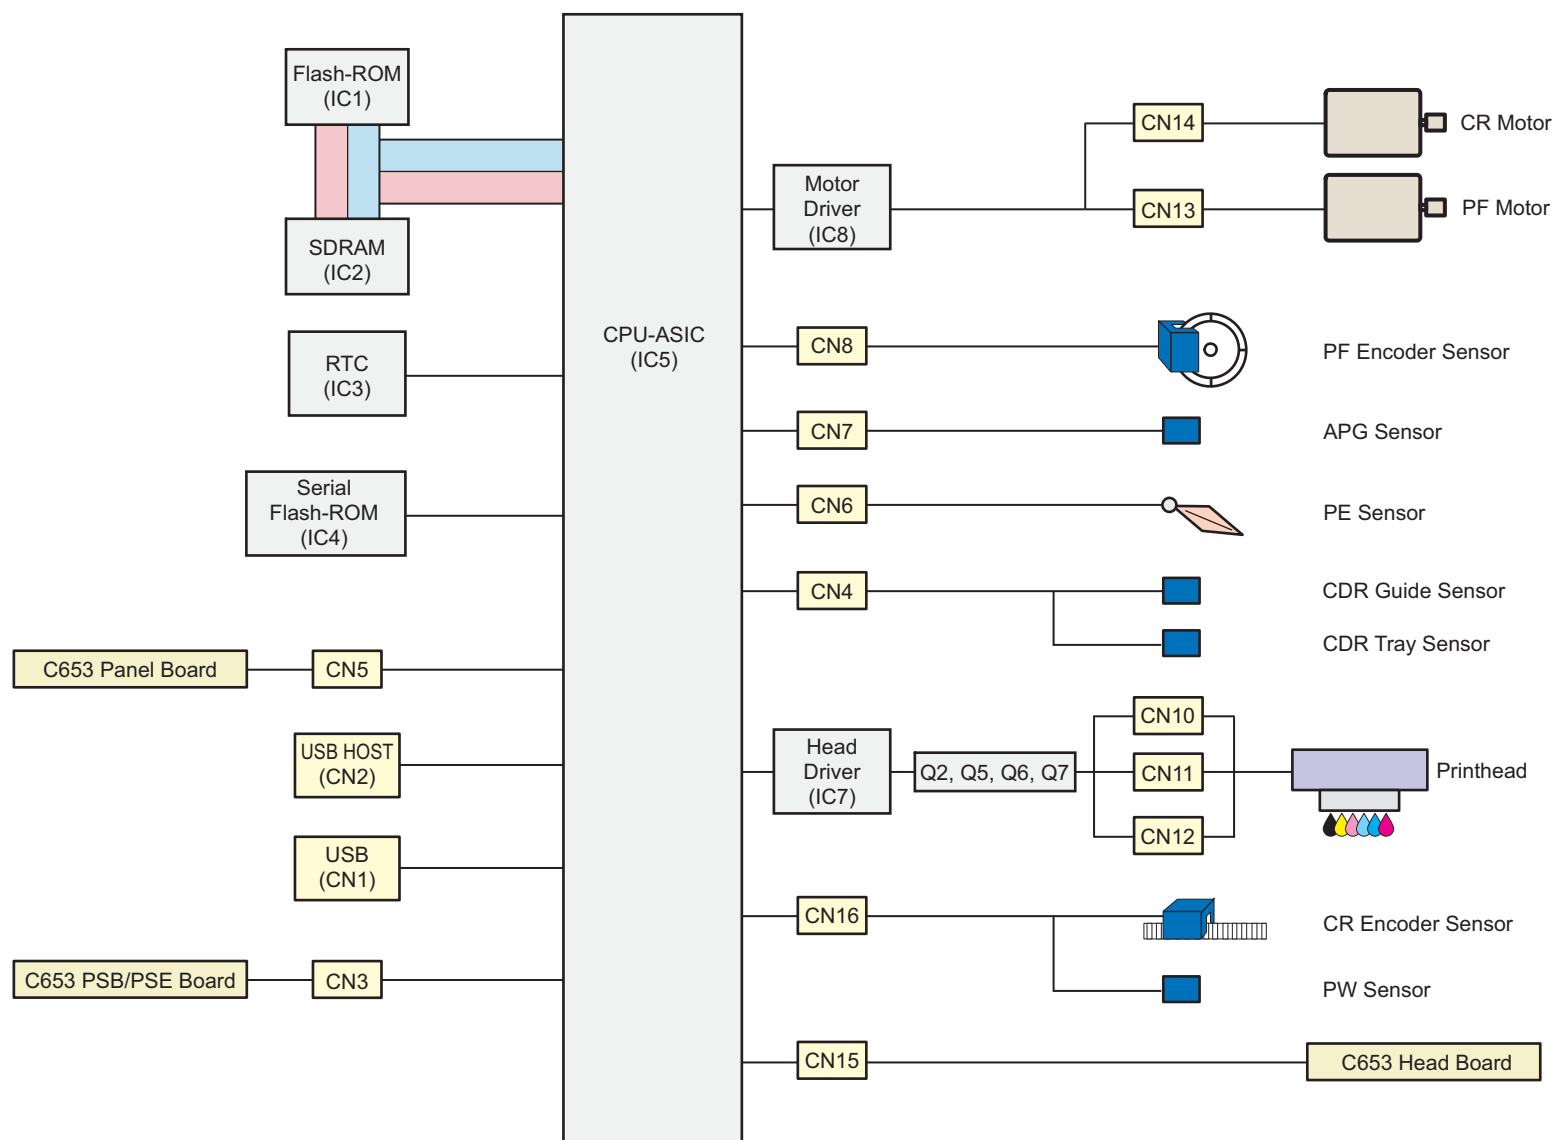 Flash-ROM
(IC1)
SDRAM
(IC2)
RTC
(IC3)
Serial
Flash-ROM
(IC4)
C653 Panel Board
CN5
USB HOST
(CN2)
USB
(CN1)
C653 PSB/PSE Board
CN3
CPU-ASIC
(IC5)
Motor
Driver
(IC8)
CN14
CR Motor
CN13
PF Motor
CN8
PF Encoder Sensor
CN7
APG Sensor
CN6
PE Sensor
CN4
CDR Guide Sensor
CDR Tray Sensor
Head
Driver
(IC7)
Q2, Q5, Q6, Q7
CN10
CN11
CN12
Printhead
CN16
CR Encoder Sensor
PW Sensor
CN15
C653 Head Board